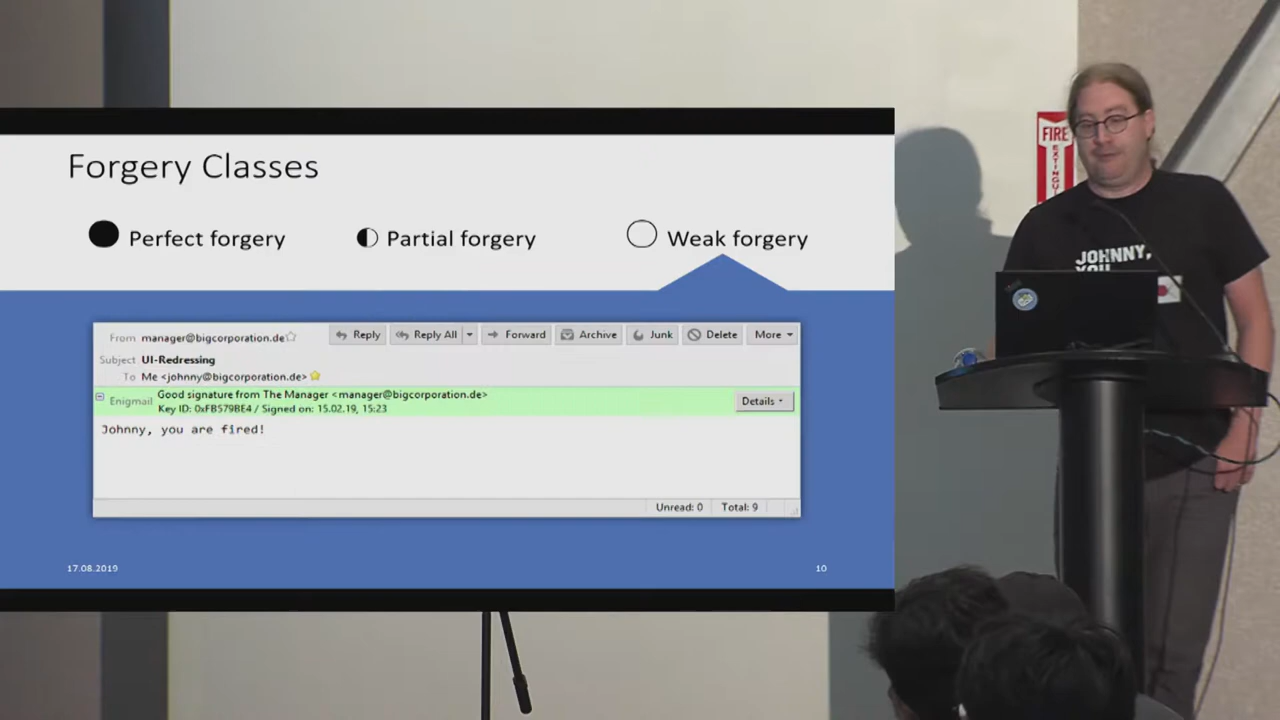 Forgery Classes
Perfect forgery
Partial forgery
Weak forgery
From manager@bigcorporation.de
Reply Reply All Forward Archive Junk Delete More
Subject UI-Redressing
To Me <johnny@bigcorporation.de>
Enigmail Good signature from The Manager <manager@bigcorporation.de>
Key ID: 0xFB579BE4 / Signed on: 15.02.19, 15:23
Details
Johnny, you are fired!
Unread: 0 Total: 9
17.08.2019
10
FIRE
EXTINGUI
JOHNNY,
YOU